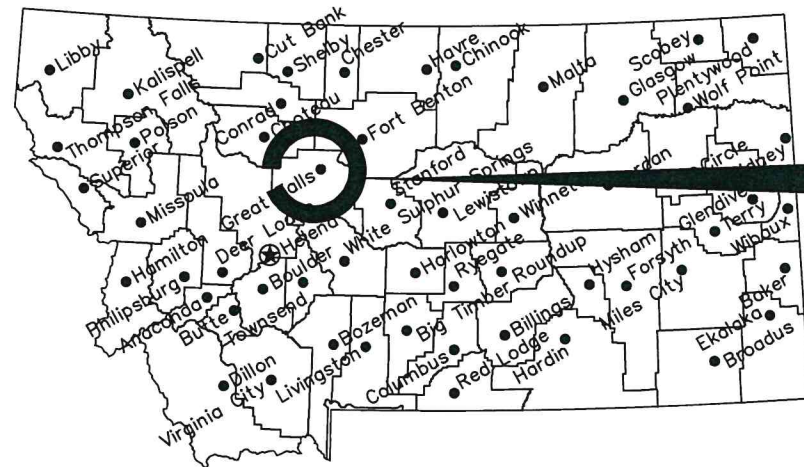 Libby
Cut Bank
Shelby
Chester
Havre
Chinook
Malta
Scobey
Glasgow
Plentywood
Wolf Point
Kalispell
Thompson Falls
Polson
Superior
Conrad
Choteau
Fort Benton
Missoula
Great Falls
Stanford
Lewistown
Winnett
Jordan
Circle
Sidney
Glendive
Terry
Wibaux
Hamilton
Philipsburg
Deer Lo
Helena
Boulder
White Sulphur Springs
Harlowton
Ryegate
Roundup
Hysham
Forsyth
Miles City
Baker
Anaconda
Butte
Townsend
Bozeman
Big Timber
Billings
Hardin
Ekalaka
Broadus
Dillon
Virginia City
Livingston
Columbus
Red Lodge